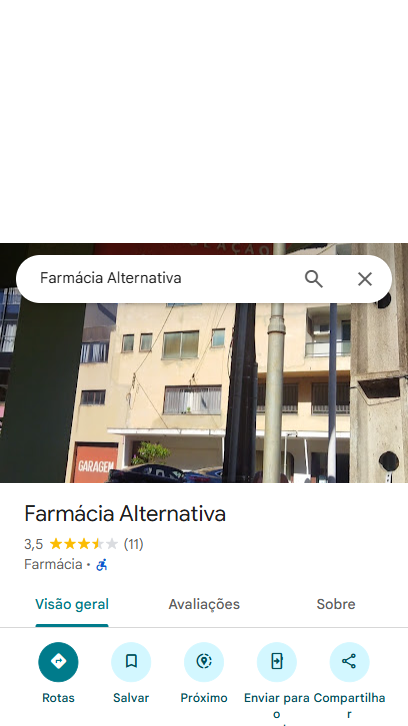 Farmácia Alternativa
GARAGEM
Farmácia Alternativa
3,5 (11)
Farmácia •
Visão geral Avaliações Sobre
Rotas Salvar Próximo Enviar para o Compartilhar